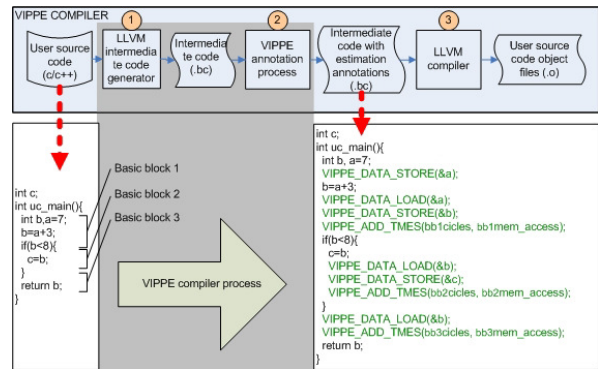 VIPPE COMPILER
1
2
3
User source
code
(c/c++)
LLVM
intermedia
te code
generator
Intermedia
te code
(.bc)
VIPPE
annotation
process
Intermediate
code with
estimation
annotations
(.bc)
LLVM
compiler
User source
code object
files (.o)
int c;
int uc_main(){
int b,a=7;
b=a+3;
if(b<8){
c=b;
}
return b;
}
Basic block 1
Basic block 2
Basic block 3
VIPPE compiler process
int c;
int uc_main(){
int b, a=7;
VIPPE_DATA_STORE(&a);
b=a+3;
VIPPE_DATA_LOAD(&a);
VIPPE_DATA_STORE(&b);
VIPPE_ADD_TMES(bb1cicles, bb1mem_access);
if(b<8){
c=b;
VIPPE_DATA_LOAD(&b);
VIPPE_DATA_STORE(&c);
VIPPE_ADD_TMES(bb2cicles, bb2mem_access);
}
VIPPE_DATA_LOAD(&b);
VIPPE_ADD_TMES(bb3cicles, bb3mem_access);
return b;
}